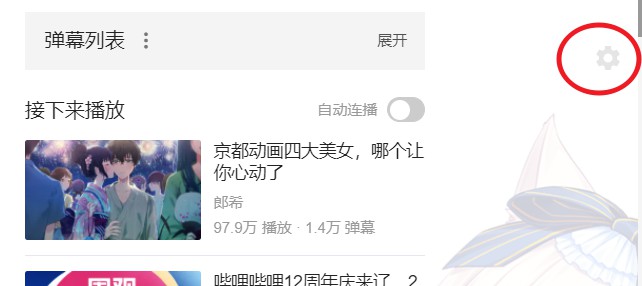 弹幕列表
展开
接下来播放
自动连播
京都动画四大美女，哪个让
你心动了
郎希
97.9万 播放 · 1.4万 弹幕
哔哩哔哩12周年庆来订，2